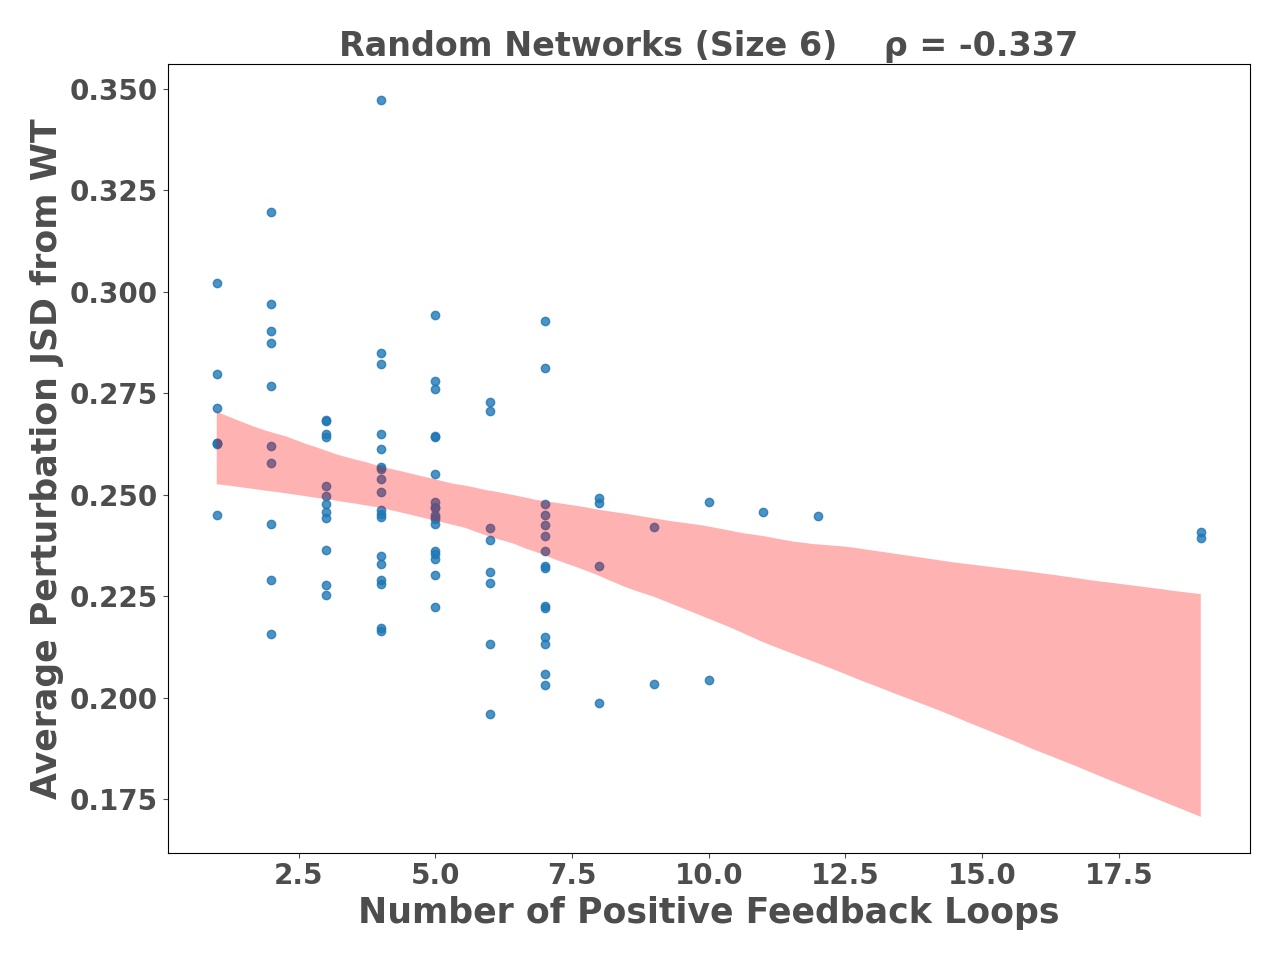 Random Networks (Size 6)    ρ = -0.337
Average Perturbation JSD from WT
0.350
0.325
0.300
0.275
0.250
0.225
0.200
0.175
2.5 5.0 7.5 10.0 12.5 15.0 17.5
Number of Positive Feedback Loops